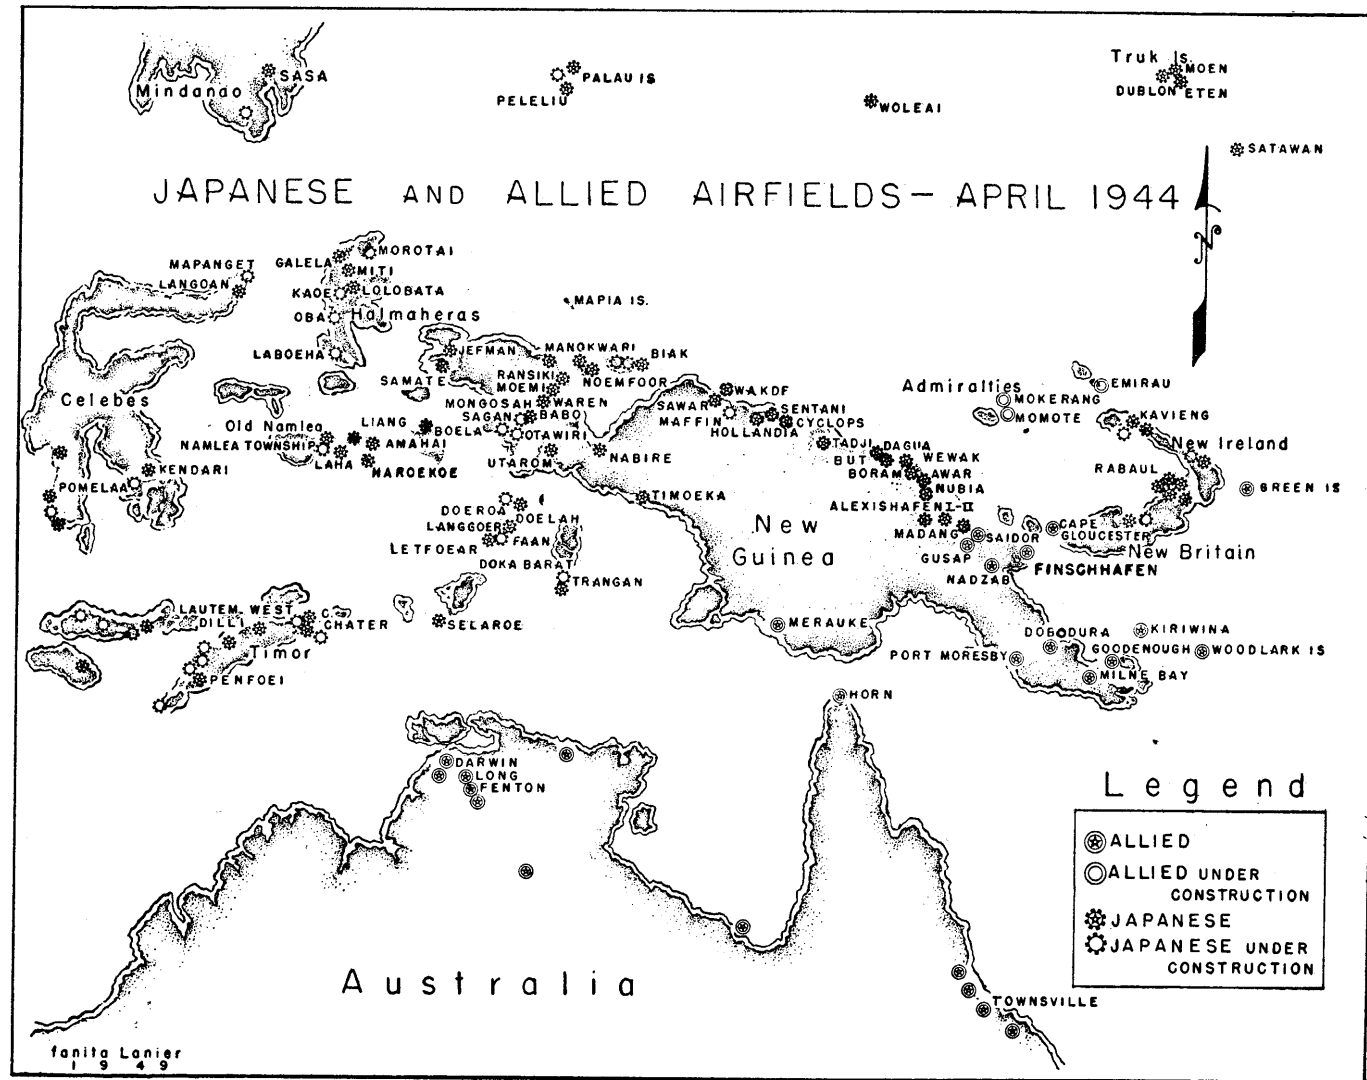 SASA
Mindanao
PALAU IS
PELELIU
WOLEAI
Truk Is.
MOEN
DUBLON
ETEN
SATAWAN
JAPANESE AND ALLIED AIRFIELDS — APRIL 1944
N
MOROTAI
GALELA
MAPANGET
MITI
LANGOAN
KAOE
LOLOBATA
MAPIA IS.
OBA
Halmaheras
LABOEHA
JEFMAN
MANOKWARI
BIAK
SAMATE
RANSIKI
NOEMFOOR
MOEMI
EMIRAU
Admiralties
MOKERANG
WAKDF
Celebes
MONGOSAH
WAREN
SAWAR
SENTANI
MOMOTE
KAVIENG
SAGAN
BABO
MAFFIN
CYCLOPS
HOLLANDIA
Old Namlea
LIANG
BOELA
OTAWIRI
NAMLEA TOWNSHIP
AMAHAI
TADJI
DAGUA
New Ireland
LAHA
UTAROM
NABIRE
BUT
WEWAK
HAROEKOE
KENDARI
BORAM
AWAR
RABAUL
POMELAA
NUBIA
GREEN IS
TIMOEKA
DOEROA
DOELAH
ALEXISHAFEN I-II
LANGGOER
New
Guinea
MADANG
SAIDOR
CAPE
GLOUCESTER
LETFOEAR
FAAN
GUSAP
New Britain
DOKA BARAT
NADZAB
FINSCHHAFEN
TRANGAN
LAUTEM WEST
DILLI
CHATER
SELAROE
MERAUKE
DOBODURA
KIRIWINA
Timor
PORT MORESBY
GOODENOUGH
WOODLARK IS
PENFOEI
MILNE BAY
HORN
DARWIN
LONG
FENTON
Legend
ALLIED
ALLIED UNDER
CONSTRUCTION
JAPANESE
JAPANESE UNDER
CONSTRUCTION
Australia
TOWNSVILLE
fanita Lanier
1949